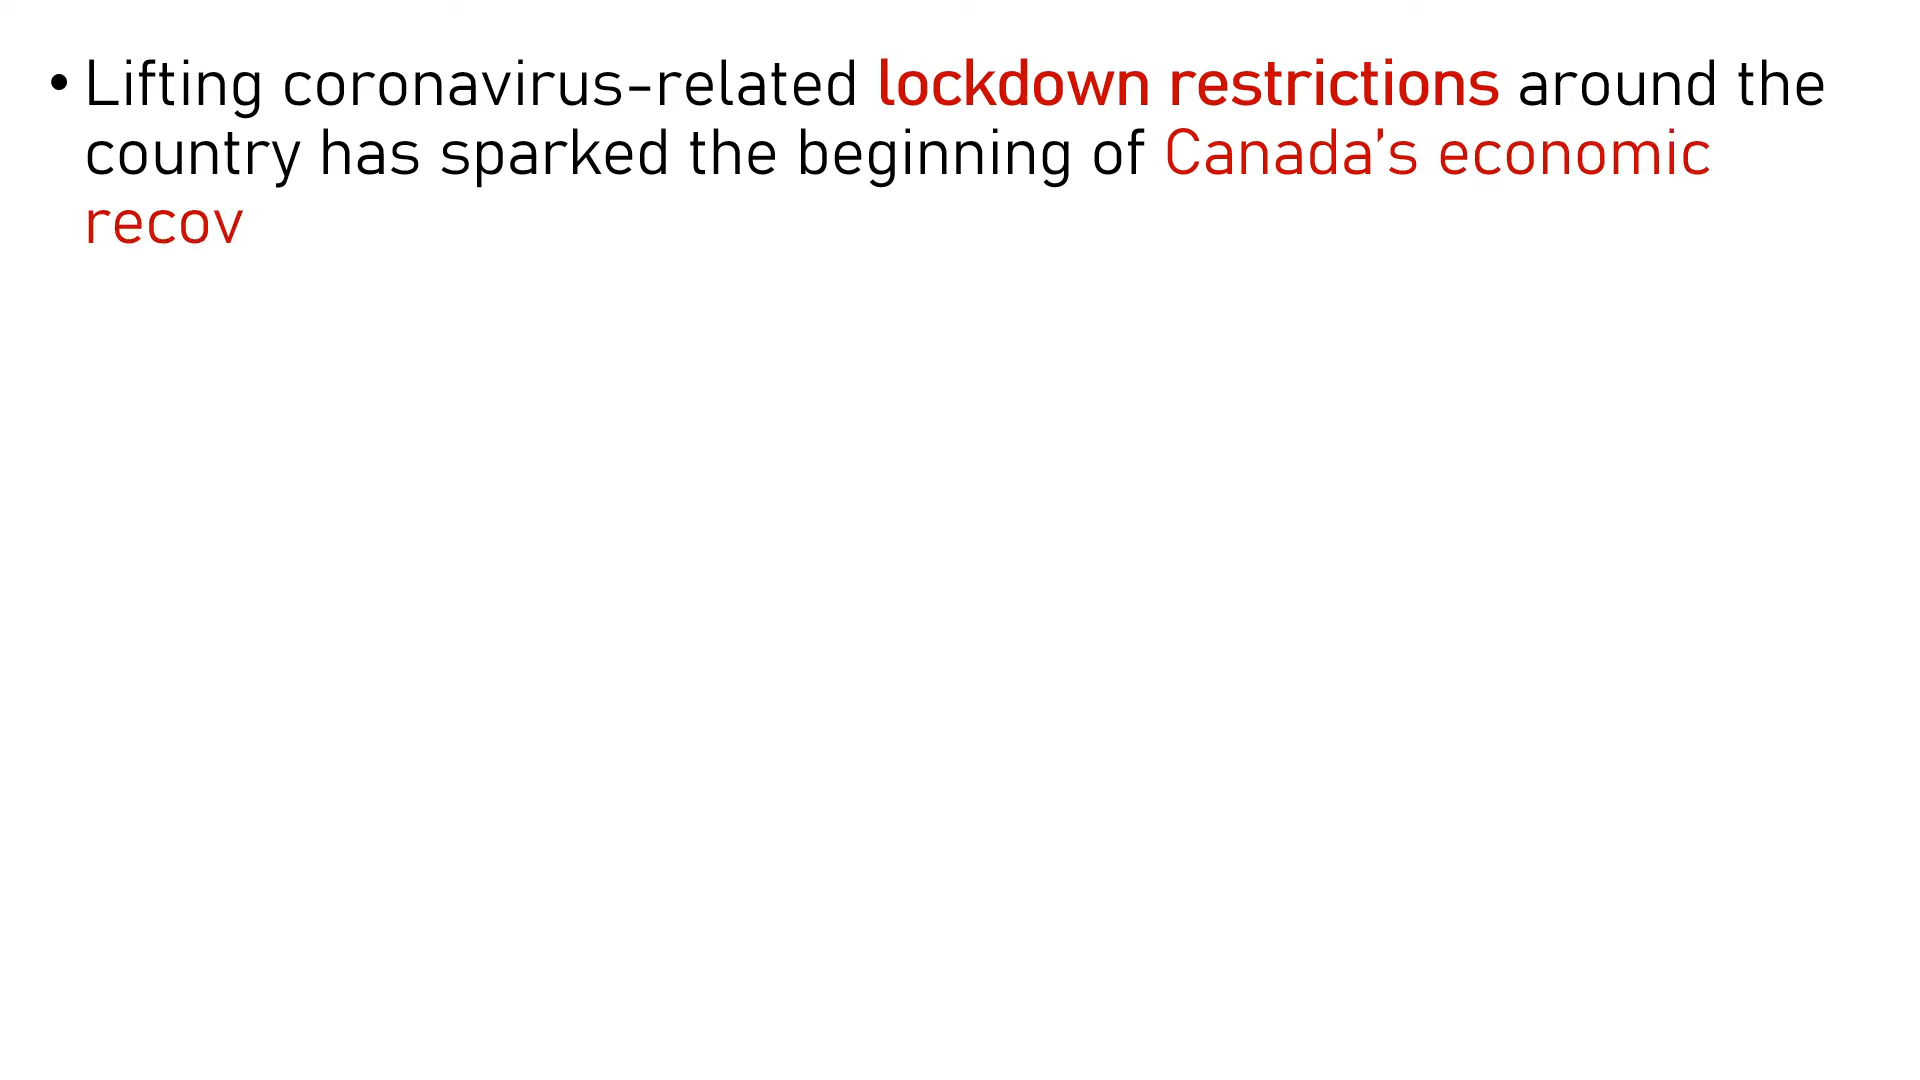 • Lifting coronavirus-related lockdown restrictions around the
country has sparked the beginning of Canada’s economic
recov